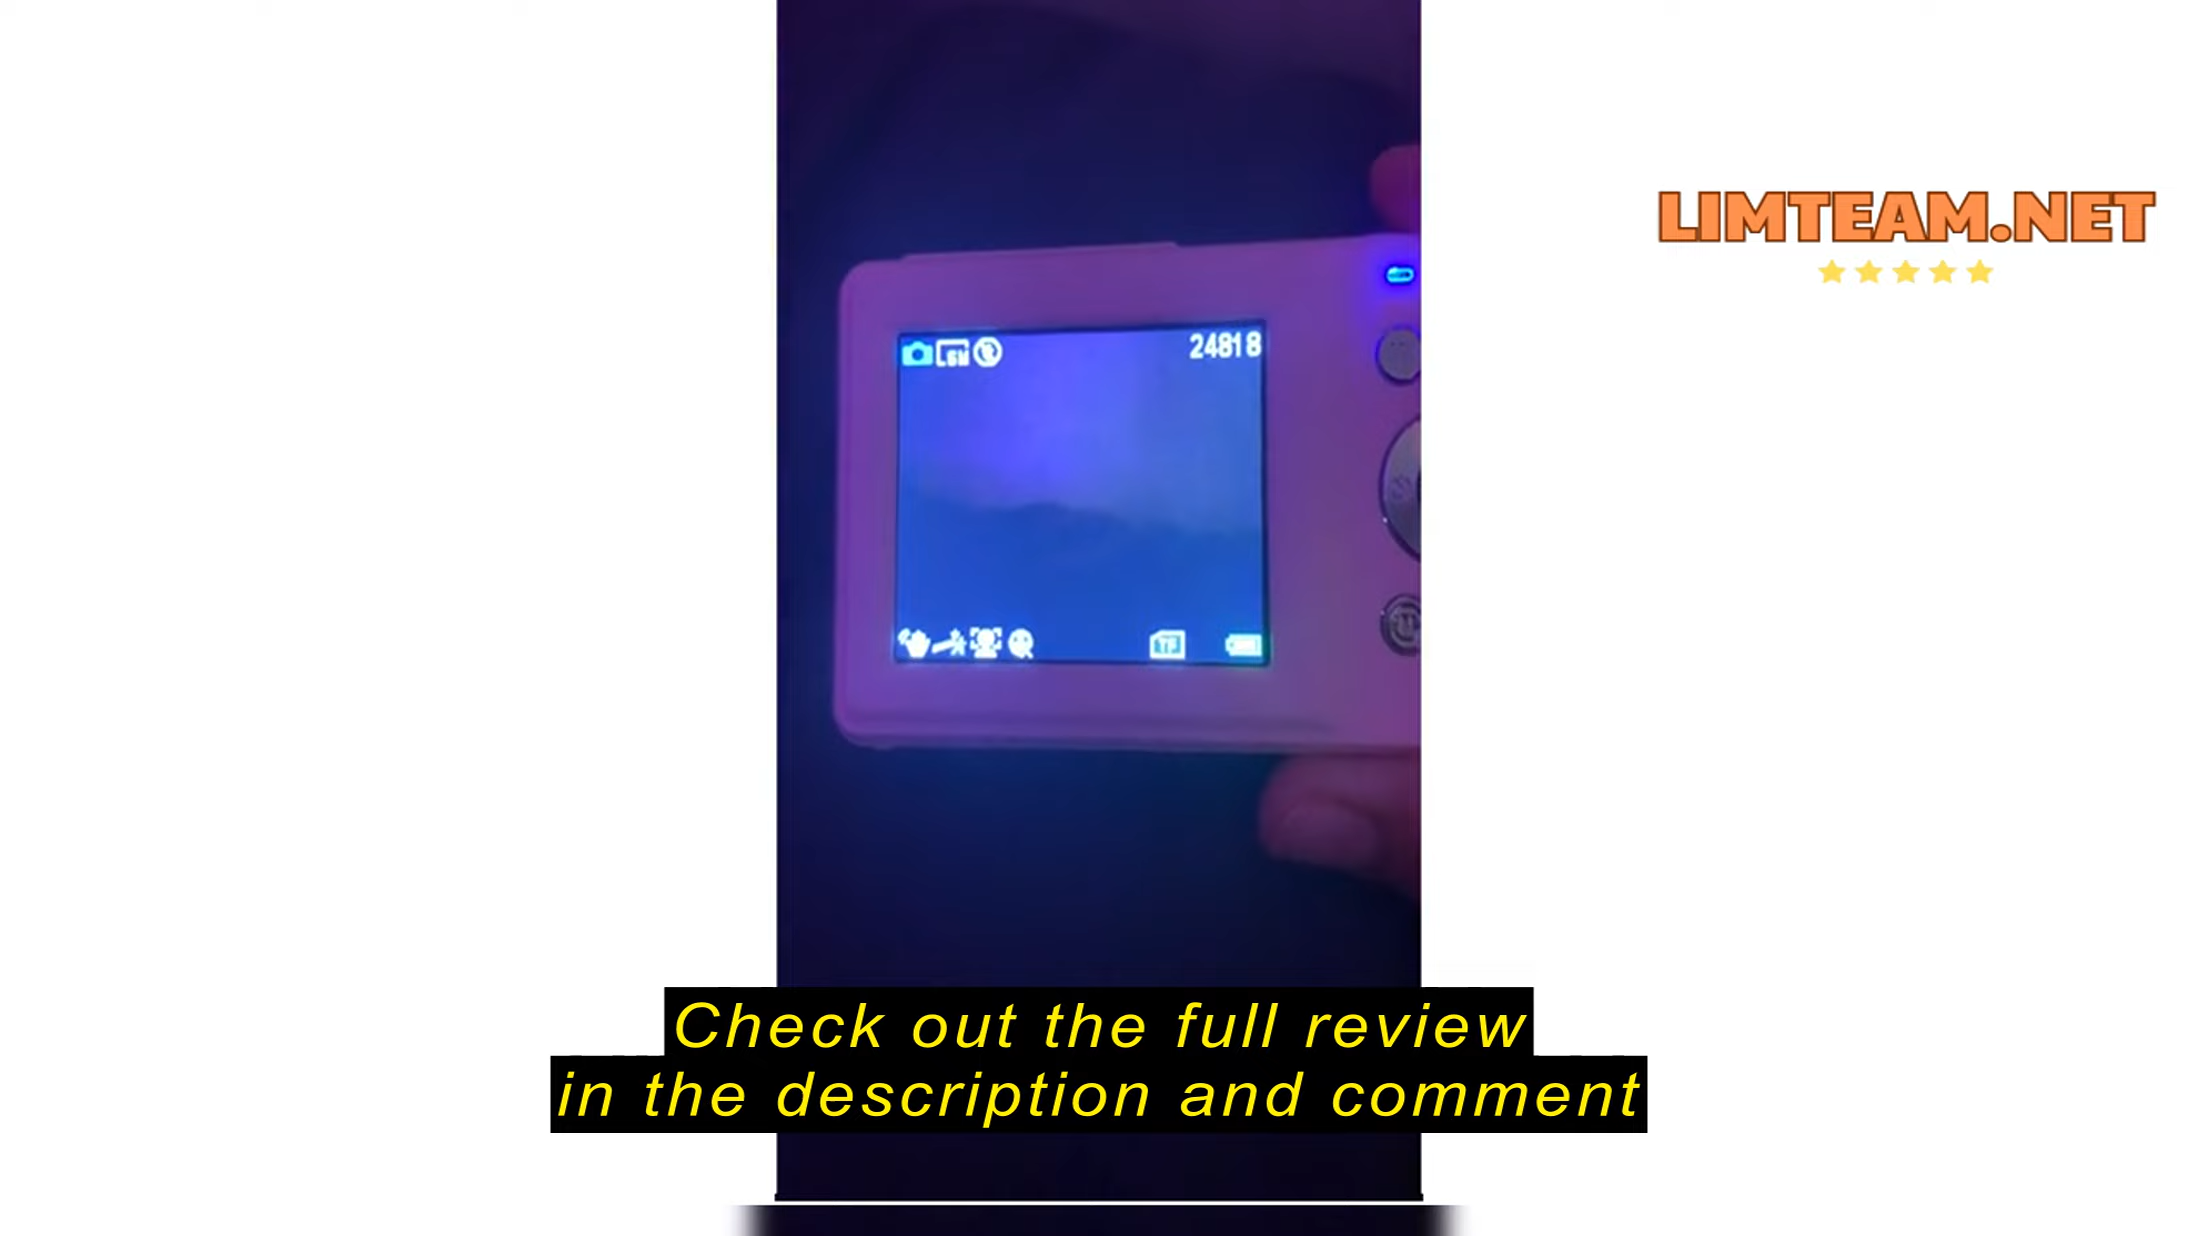 LIMTEAM.NET
24818
Check out the full review
in the description and comment